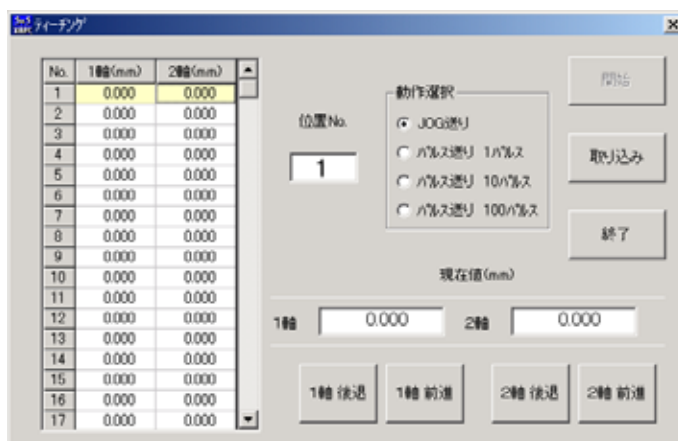 ティーチング
No. 1軸(mm) 2軸(mm)
1 0.000 0.000
2 0.000 0.000
3 0.000 0.000
4 0.000 0.000
5 0.000 0.000
6 0.000 0.000
7 0.000 0.000
8 0.000 0.000
9 0.000 0.000
10 0.000 0.000
11 0.000 0.000
12 0.000 0.000
13 0.000 0.000
14 0.000 0.000
15 0.000 0.000
16 0.000 0.000
17 0.000 0.000
位置No.
1
動作選択
JOG送り
パルス送り 1パルス
パルス送り 10パルス
パルス送り 100パルス
開始
取り込み
終了
現在値(mm)
1軸 0.000 2軸 0.000
1軸 後退 1軸 前進 2軸 後退 2軸 前進